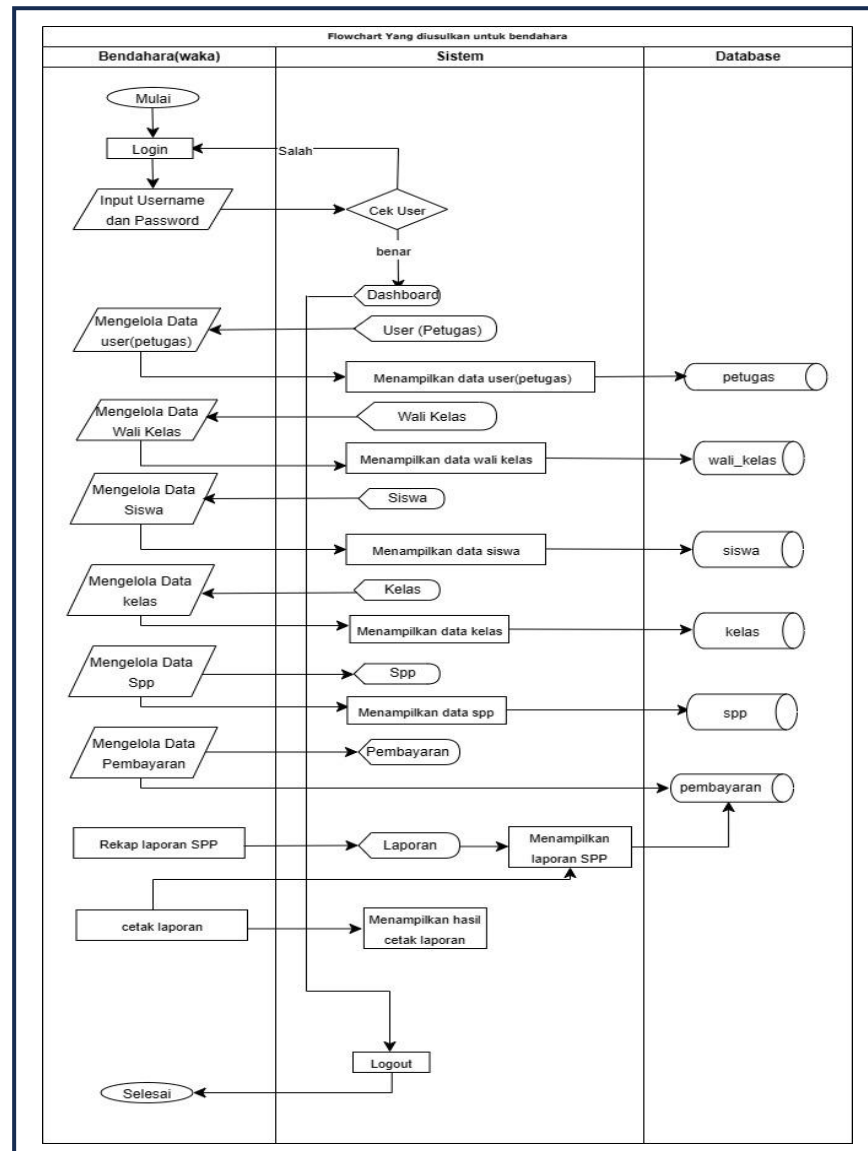 Flowchart Yang diusulkan untuk bendahara
Bendahara(waka)
Sistem
Database
Mulai
Login
Salah
Input Username
dan Password
Cek User
benar
Dashboard
Mengelola Data
user(petugas)
User (Petugas)
Menampilkan data user(petugas)
petugas
Mengelola Data
Wali Kelas
Wali Kelas
Menampilkan data wali kelas
wali_kelas
Mengelola Data
Siswa
Siswa
Menampilkan data siswa
siswa
Mengelola Data
kelas
Kelas
Menampilkan data kelas
kelas
Mengelola Data
Spp
Spp
Menampilkan data spp
spp
Mengelola Data
Pembayaran
Pembayaran
pembayaran
Rekap laporan SPP
Laporan
Menampilkan
laporan SPP
cetak laporan
Menampilkan hasil
cetak laporan
Logout
Selesai